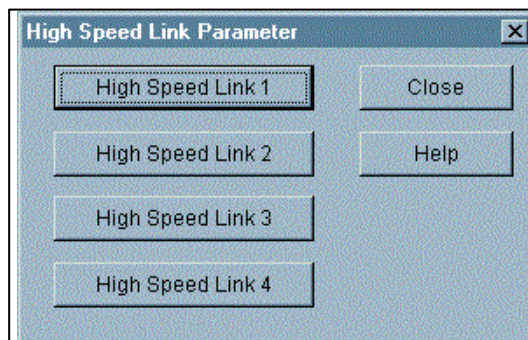 High Speed Link Parameter
High Speed Link 1
Close
High Speed Link 2
Help
High Speed Link 3
High Speed Link 4